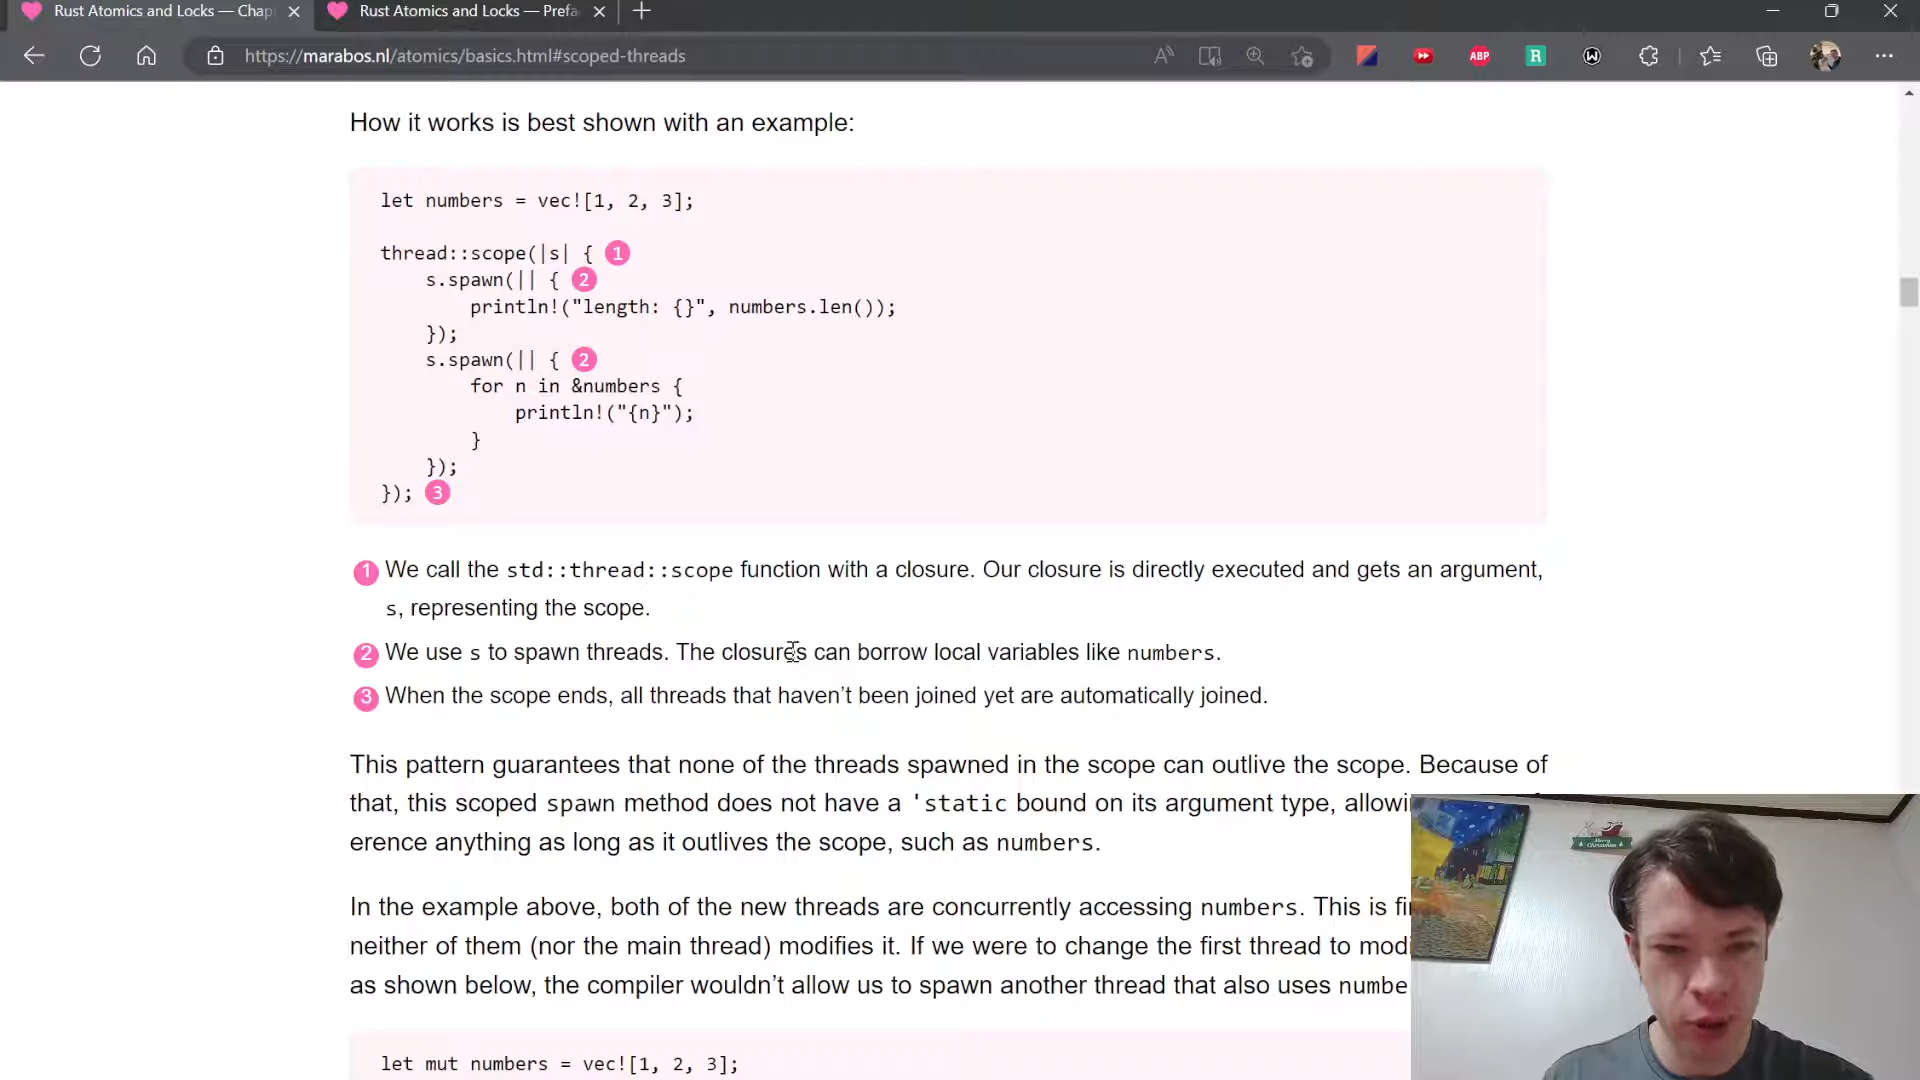 Rust Atomics and Locks — Chap
Rust Atomics and Locks — Prefa
https://marabos.nl/atomics/basics.html#scoped-threads
ABP
R
How it works is best shown with an example:
let numbers = vec![1, 2, 3];
thread::scope(|s| { 1
s.spawn(|| { 2
println!("length: {}", numbers.len());
});
s.spawn(|| { 2
for n in &numbers {
println!("{n}");
}
});
}); 3
1 We call the std::thread::scope function with a closure. Our closure is directly executed and gets an argument,
s, representing the scope.
2 We use s to spawn threads. The closures can borrow local variables like numbers.
3 When the scope ends, all threads that haven’t been joined yet are automatically joined.
This pattern guarantees that none of the threads spawned in the scope can outlive the scope. Because of
that, this scoped spawn method does not have a 'static bound on its argument type, allowi
erence anything as long as it outlives the scope, such as numbers.
In the example above, both of the new threads are concurrently accessing numbers. This is fi
neither of them (nor the main thread) modifies it. If we were to change the first thread to modi
as shown below, the compiler wouldn’t allow us to spawn another thread that also uses numbe
let mut numbers = vec![1, 2, 3];
Merry
Christmas